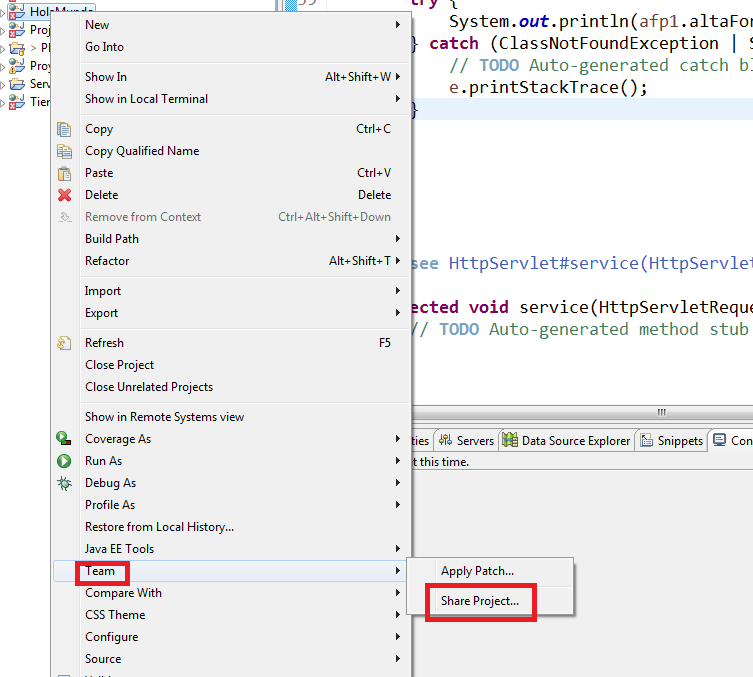 HolaMundo
Proj
> Pl
Proy
Serv
Tier
New
Go Into
Show In Alt+Shift+W
Show in Local Terminal
Copy Ctrl+C
Copy Qualified Name
Paste Ctrl+V
Delete Delete
Remove from Context Ctrl+Alt+Shift+Down
Build Path
Refactor Alt+Shift+T
Import
Export
Refresh F5
Close Project
Close Unrelated Projects
Show in Remote Systems view
Coverage As
Run As
Debug As
Profile As
Restore from Local History...
Java EE Tools
Team
Compare With
CSS Theme
Configure
Source
Apply Patch...
Share Project...
try {
System.out.println(afp1.altaFor
} catch (ClassNotFoundException | S
// TODO Auto-generated catch bl
e.printStackTrace();
}
see HttpServlet#service(HttpServlet
ected void service(HttpServletReque
// TODO Auto-generated method stub
ties Servers Data Source Explorer Snippets Con
t this time.